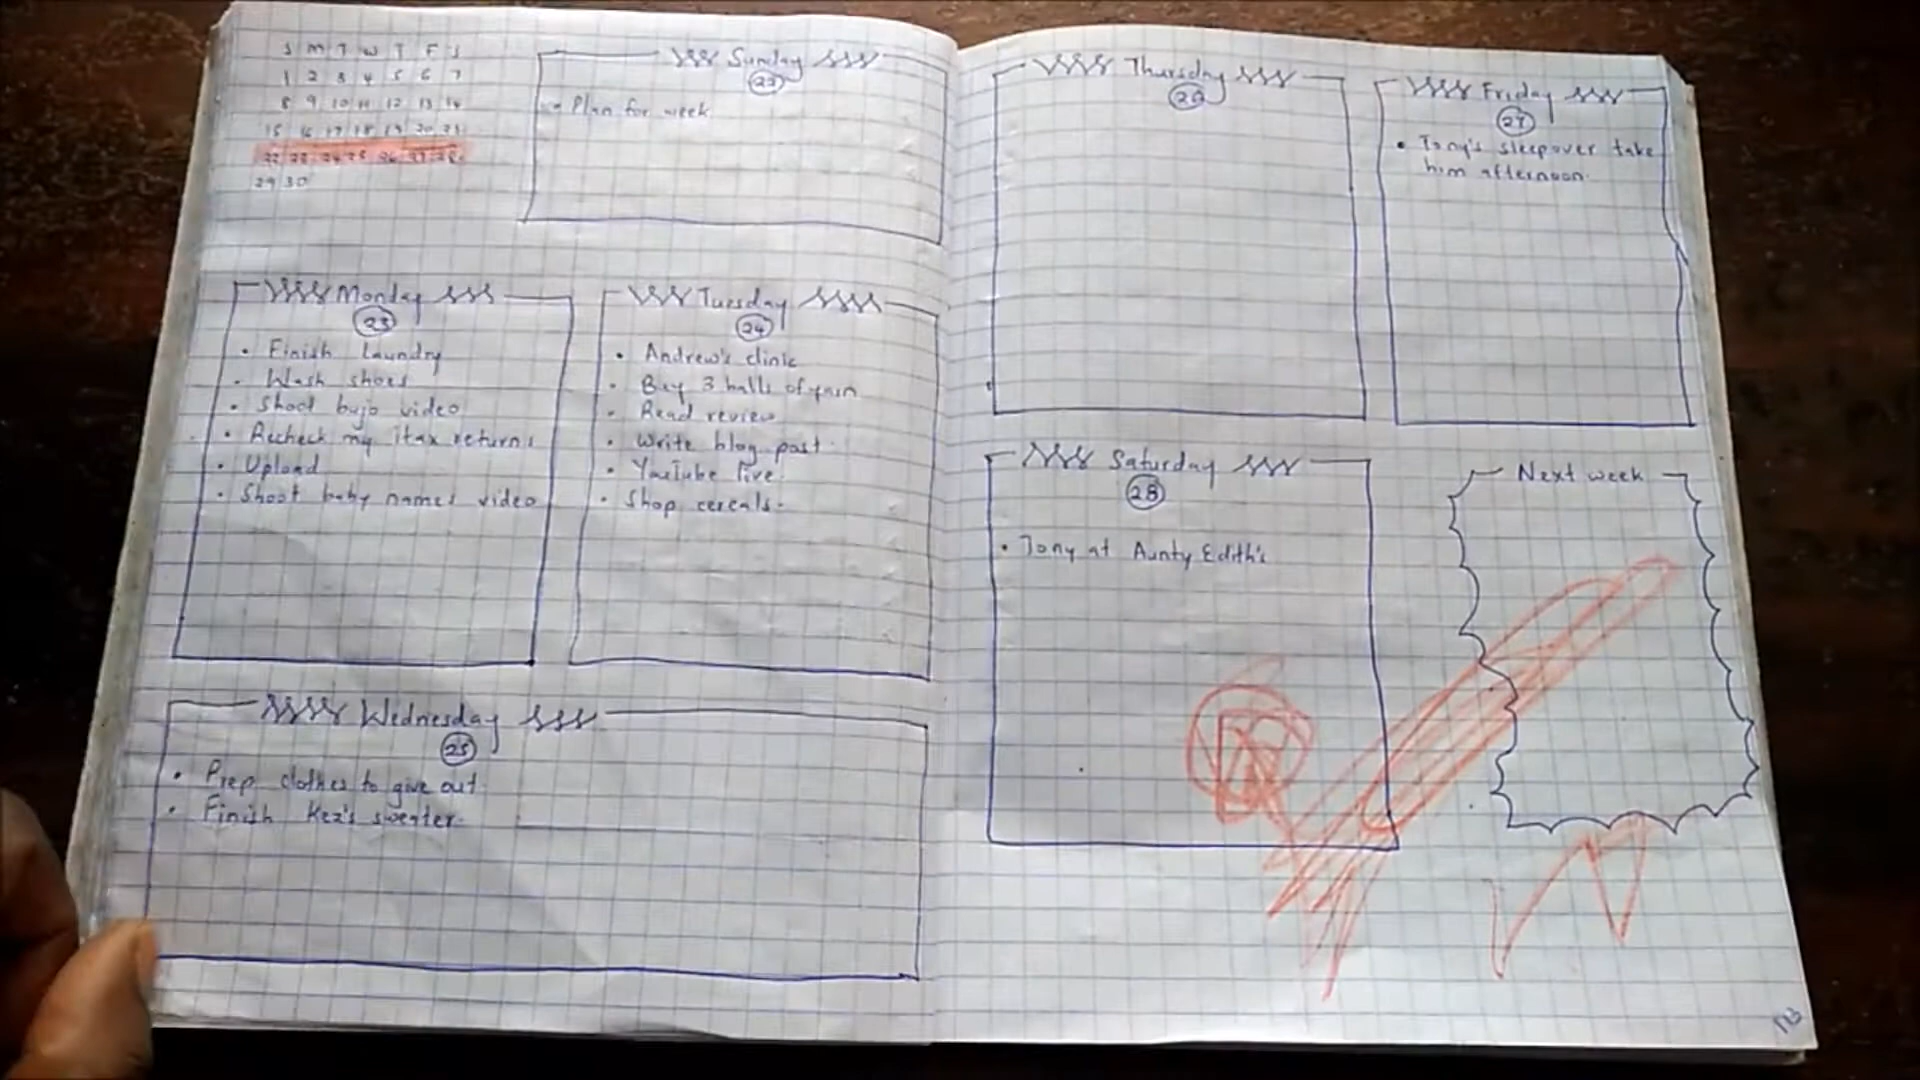 S M T W T F S
1 2 3 4 5 6 7
8 9 10 11 12 13 14
15 16 17 18 19 20 21
22 23 24 25 26 27 28
29 30
Sunday
22
• Plan for week
Monday
23
• Finish laundry
• Wash shoes
• Shoot bujo video
• Recheck my itax returns
• Upload
• Shoot baby names video
Tuesday
24
• Andrew's clinic
• Buy 3 balls of yarn
• Read review
• Write blog post.
• YouTube live.
• Shop cereals.
Wednesday
25
• Prep clothes to give out.
• Finish Kez's sweater.
Thursday
26
Friday
27
• Tony's sleepover take
him afternoon.
Saturday
28
• Tony at Aunty Edith's
Next week